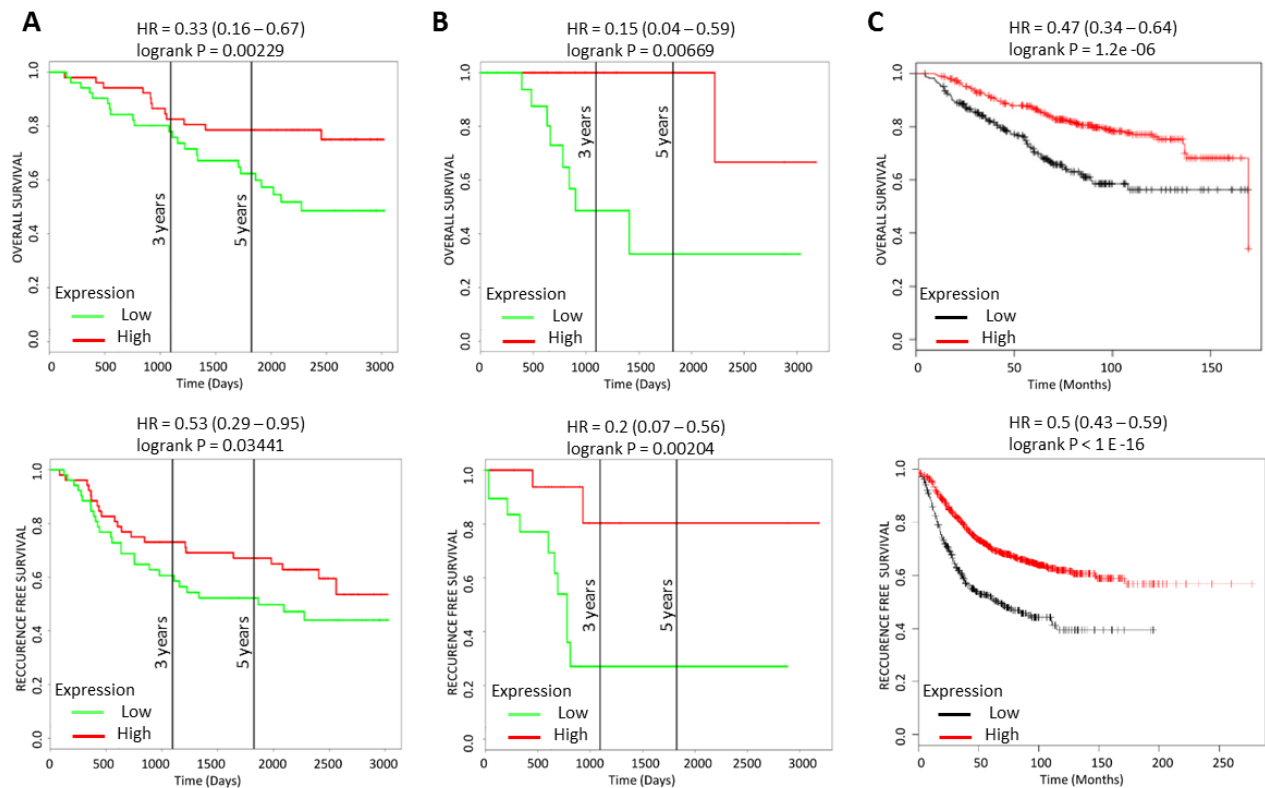 A
HR = 0.33 (0.16 – 0.67)
logrank P = 0.00229
OVERALL SURVIVAL
1.0
0.8
0.6
0.4
0.2
0.0
3 years
5 years
Expression
Low
High
0 500 1000 1500 2000 2500 3000
Time (Days)
B
HR = 0.15 (0.04 – 0.59)
logrank P = 0.00669
OVERALL SURVIVAL
1.0
0.8
0.6
0.4
0.2
0.0
3 years
5 years
Expression
Low
High
0 500 1000 1500 2000 2500 3000
Time (Days)
C
HR = 0.47 (0.34 – 0.64)
logrank P = 1.2e -06
OVERALL SURVIVAL
1.0
0.8
0.6
0.4
0.2
0.0
Expression
Low
High
0 50 100 150
Time (Months)
HR = 0.53 (0.29 – 0.95)
logrank P = 0.03441
RECCURENCE FREE SURVIVAL
1.0
0.8
0.6
0.4
0.2
0.0
3 years
5 years
Expression
Low
High
0 500 1000 1500 2000 2500 3000
Time (Days)
HR = 0.2 (0.07 – 0.56)
logrank P = 0.00204
RECCURENCE FREE SURVIVAL
1.0
0.8
0.6
0.4
0.2
0.0
3 years
5 years
Expression
Low
High
0 500 1000 1500 2000 2500 3000
Time (Days)
HR = 0.5 (0.43 – 0.59)
logrank P < 1 E -16
RECCURENCE FREE SURVIVAL
1.0
0.8
0.6
0.4
0.2
0.0
Expression
Low
High
0 50 100 150 200 250
Time (Months)